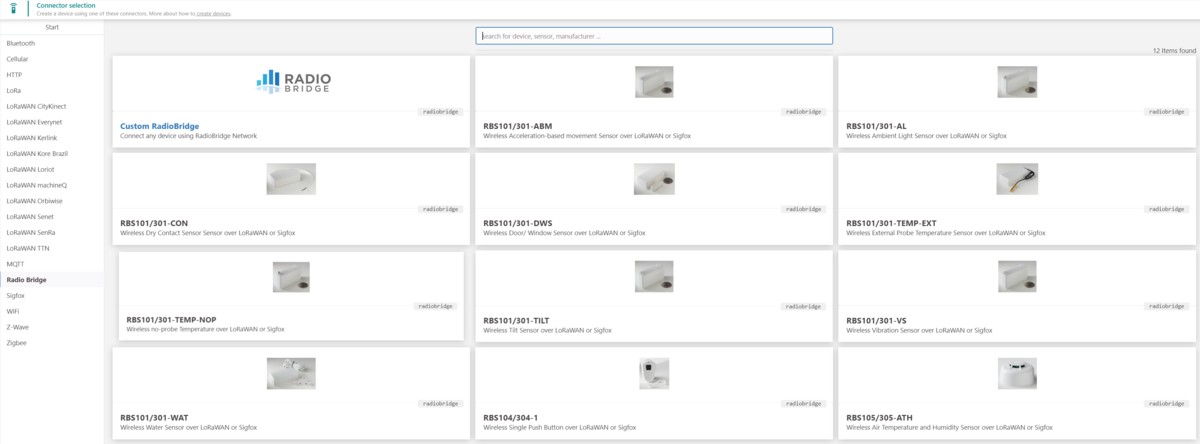 Connector selection
Create a device using one of these connectors. More about how to create devices.
Start
Bluetooth
Cellular
HTTP
LoRa
LoRaWAN CityKinect
LoRaWAN Everynet
LoRaWAN Kerlink
LoRaWAN Kore Brazil
LoRaWAN Loriot
LoRaWAN machineQ
LoRaWAN Orbiwise
LoRaWAN Senet
LoRaWAN SenRa
LoRaWAN TTN
MQTT
Radio Bridge
Sigfox
WiFi
Z-Wave
Zigbee
Search for device, sensor, manufacturer ...
12 Items found
RADIO
BRIDGE
radiobridge
Custom RadioBridge
Connect any device using RadioBridge Network
radiobridge
RBS101/301-ABM
Wireless Acceleration-based movement Sensor over LoRaWAN or Sigfox
radiobridge
RBS101/301-AL
Wireless Ambient Light Sensor over LoRaWAN or Sigfox
radiobridge
RBS101/301-CON
Wireless Dry Contact Sensor Sensor over LoRaWAN or Sigfox
radiobridge
RBS101/301-DWS
Wireless Door/ Window Sensor over LoRaWAN or Sigfox
radiobridge
RBS101/301-TEMP-EXT
Wireless External Probe Temperature Sensor over LoRaWAN or Sigfox
radiobridge
RBS101/301-TEMP-NOP
Wireless no-probe Temperature over LoRaWAN or Sigfox
radiobridge
RBS101/301-TILT
Wireless Tilt Sensor over LoRaWAN or Sigfox
radiobridge
RBS101/301-VS
Wireless Vibration Sensor over LoRaWAN or Sigfox
radiobridge
RBS101/301-WAT
Wireless Water Sensor over LoRaWAN or Sigfox
radiobridge
RBS104/304-1
Wireless Single Push Button over LoRaWAN or Sigfox
radiobridge
RBS105/305-ATH
Wireless Air Temperature and Humidity Sensor over LoRaWAN or Sigfox